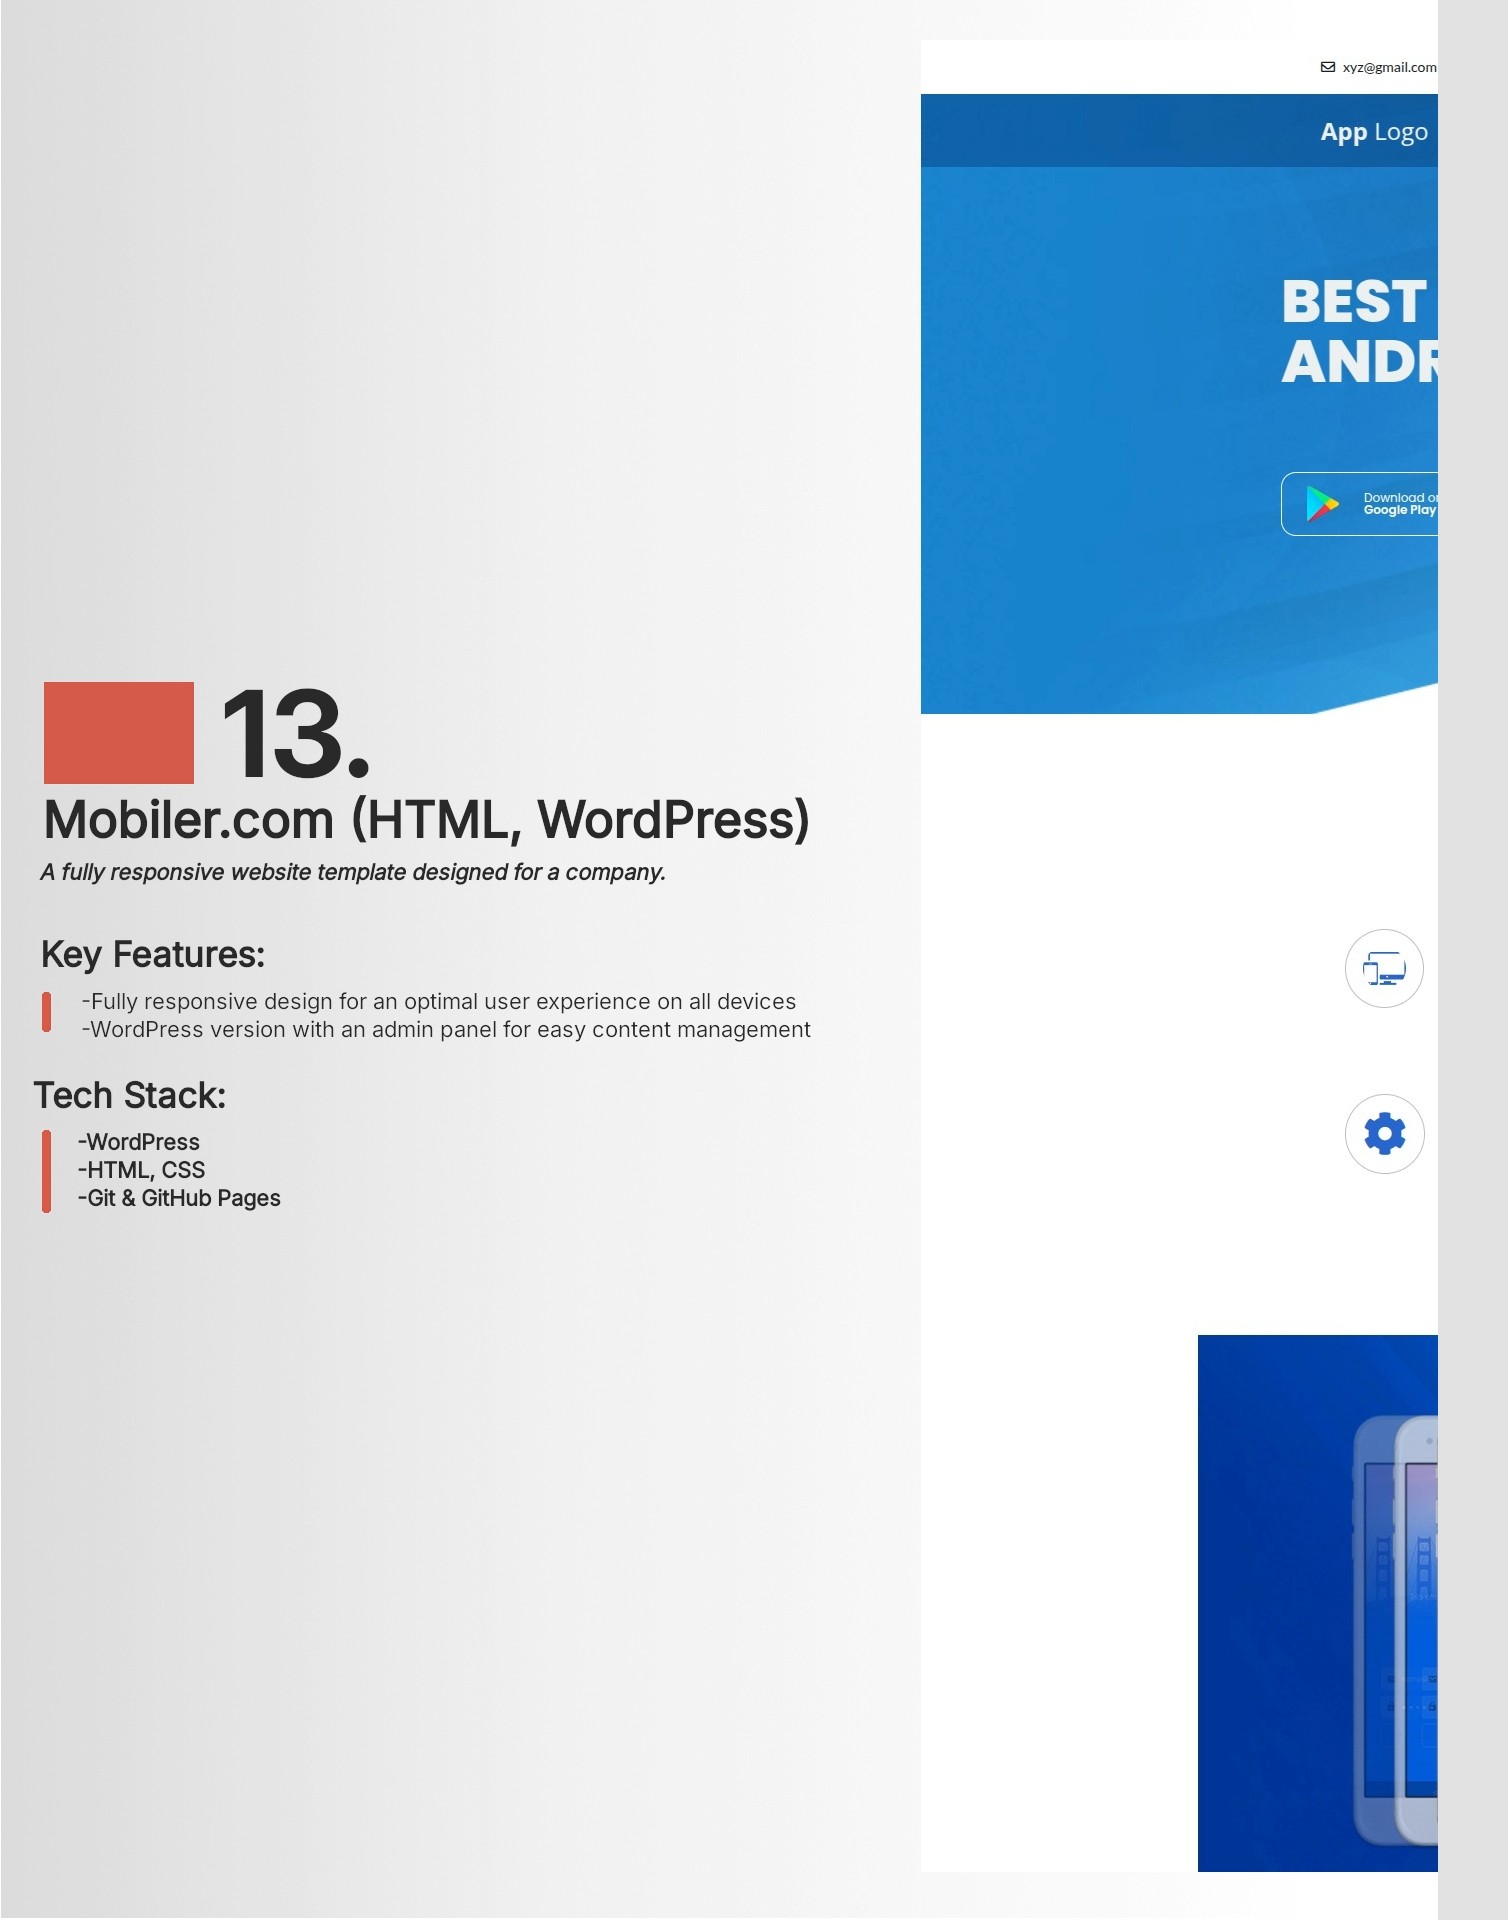 xyz@gmail.com
App Logo
BEST
Download
Google Play
13.
Mobiler.com (HTML, WordPress)
A fully responsive website template designed for a company.
Key Features:
-Fully responsive design for an optimal user experience on all devices
-WordPress version with an admin panel for easy content management
Tech Stack:
-WordPress
-HTML, CSS
-Git & GitHub Pages